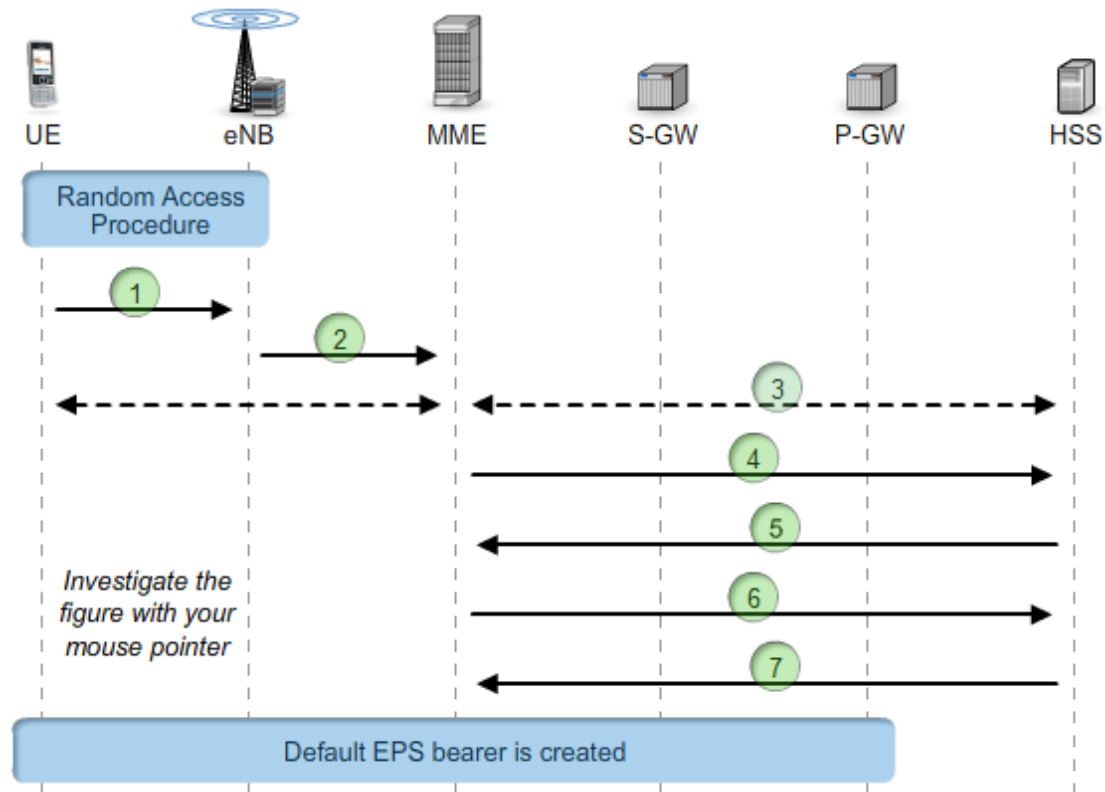 UE
eNB
MME
S-GW
P-GW
HSS
Random Access
Procedure
1
2
3
4
5
Investigate the
figure with your
mouse pointer
6
7
Default EPS bearer is created